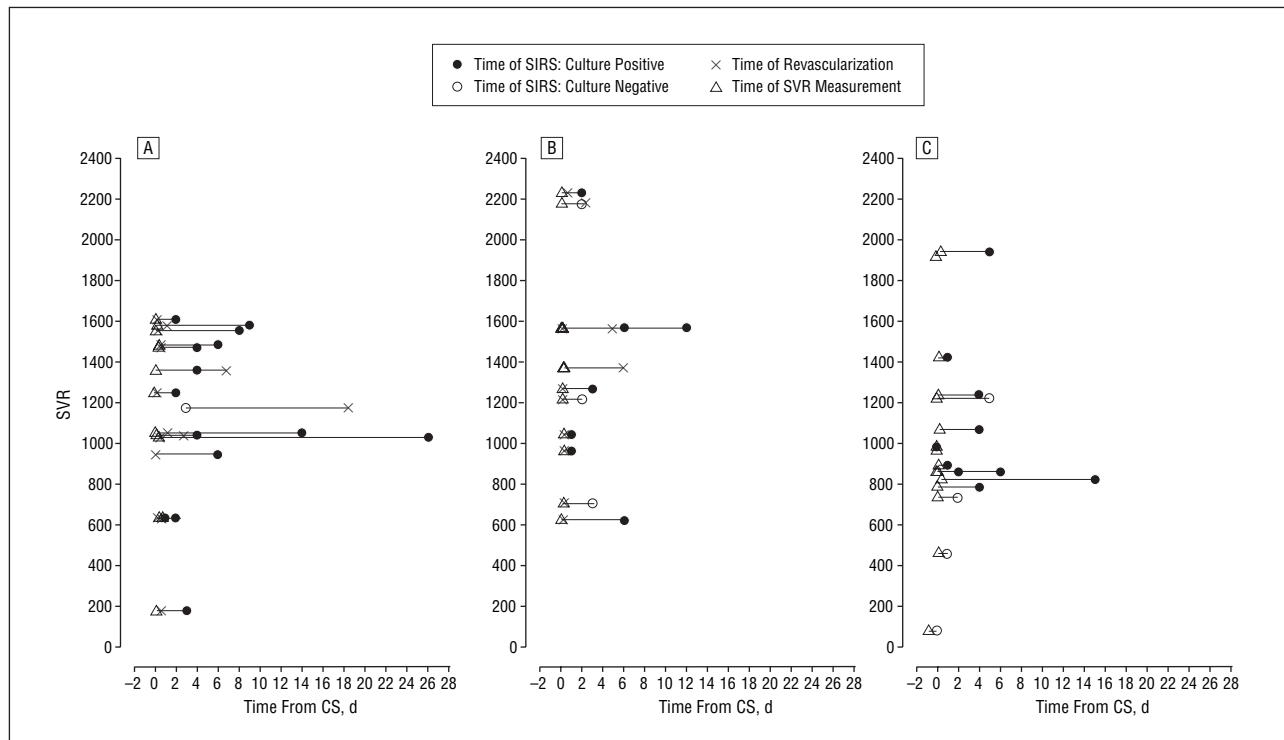 Time of SIRS: Culture Positive
Time of Revascularization
Time of SIRS: Culture Negative
Time of SVR Measurement
A
2400
2200
2000
1800
1600
1400
1200
1000
800
600
400
200
0
SVR
–2 0 2 4 6 8 10 12 14 16 18 20 22 24 26 28
Time From CS, d
B
2400
2200
2000
1800
1600
1400
1200
1000
800
600
400
200
0
–2 0 2 4 6 8 10 12 14 16 18 20 22 24 26 28
Time From CS, d
C
2400
2200
2000
1800
1600
1400
1200
1000
800
600
400
200
0
–2 0 2 4 6 8 10 12 14 16 18 20 22 24 26 28
Time From CS, d